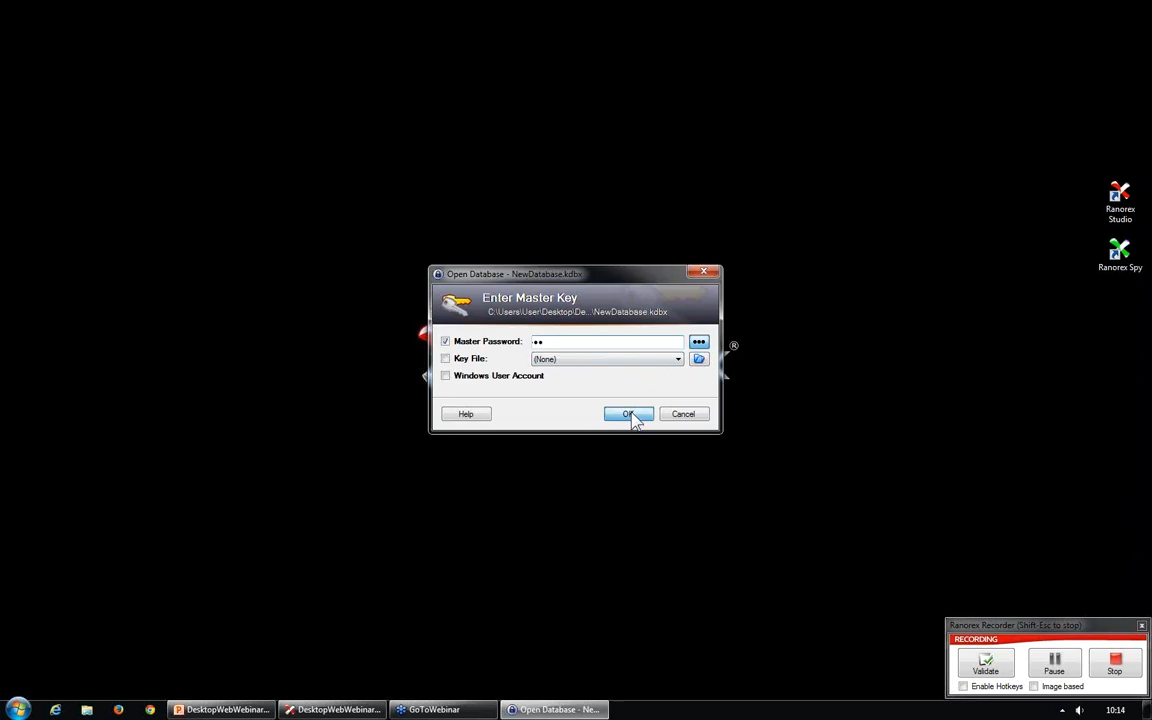 Ranorex
Studio
Ranorex Spy
Open Database - NewDatabase.kdbx
Enter Master Key
C:\Users\User\Desktop\De...\NewDatabase.kdbx
Master Password:
Key File:
(None)
Windows User Account
Help
Cancel
®
Ranorex Recorder (Shift-Esc to stop)
RECORDING
Validate
Pause
Stop
Enable Hotkeys
Image based
DesktopWebWebinar...
DesktopWebWebinar...
GoToWebinar
Open Database - Ne...
10:14